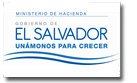 MINISTERIO DE HACIENDA
GOBIERNO DE
EL SALVADOR
UNÁMONOS PARA CRECER